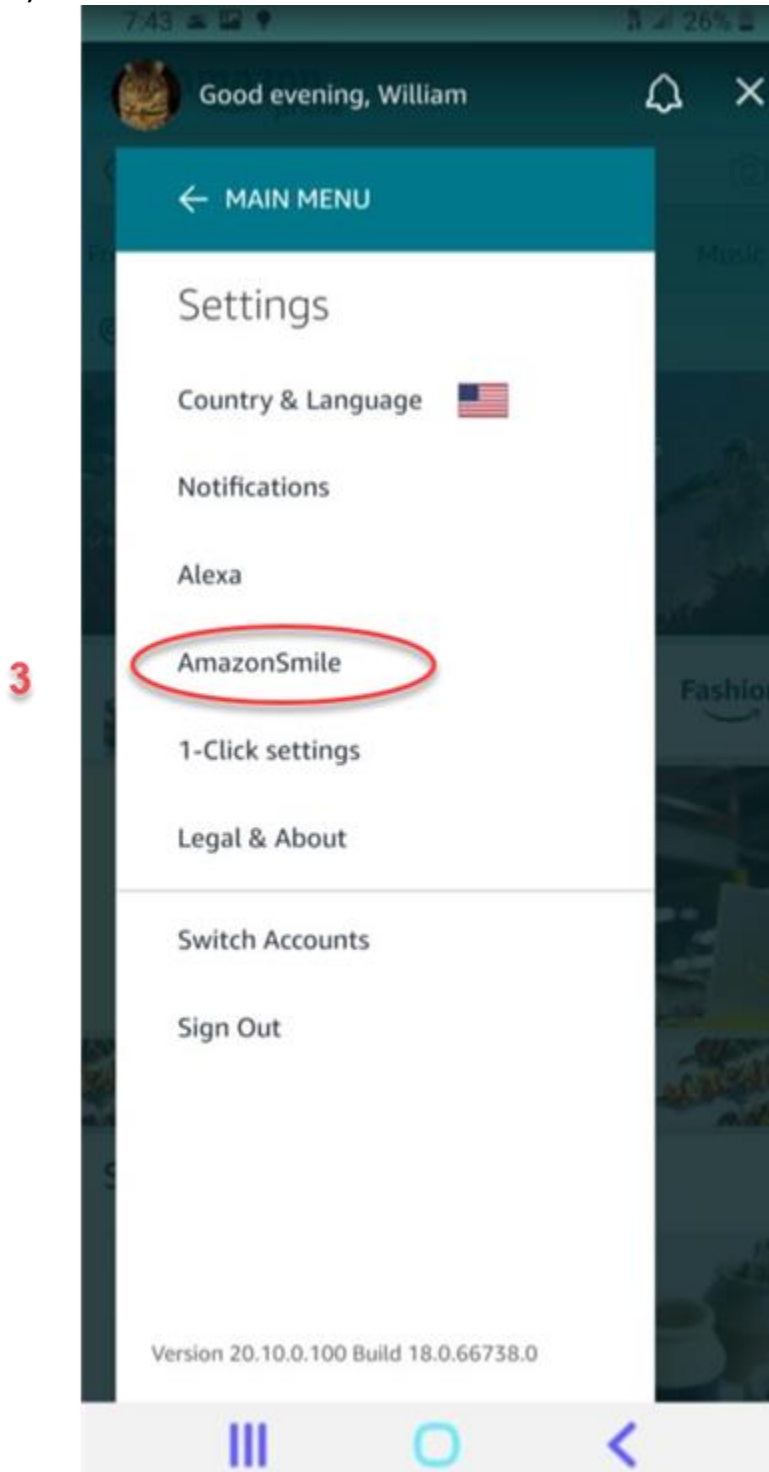 7:43 26%
Good evening, William
← MAIN MENU
Music
Settings
Country & Language
Notifications
Alexa
3 AmazonSmile
Fashion
1-Click settings
Legal & About
Switch Accounts
Sign Out
Version 20.10.0.100 Build 18.0.66738.0